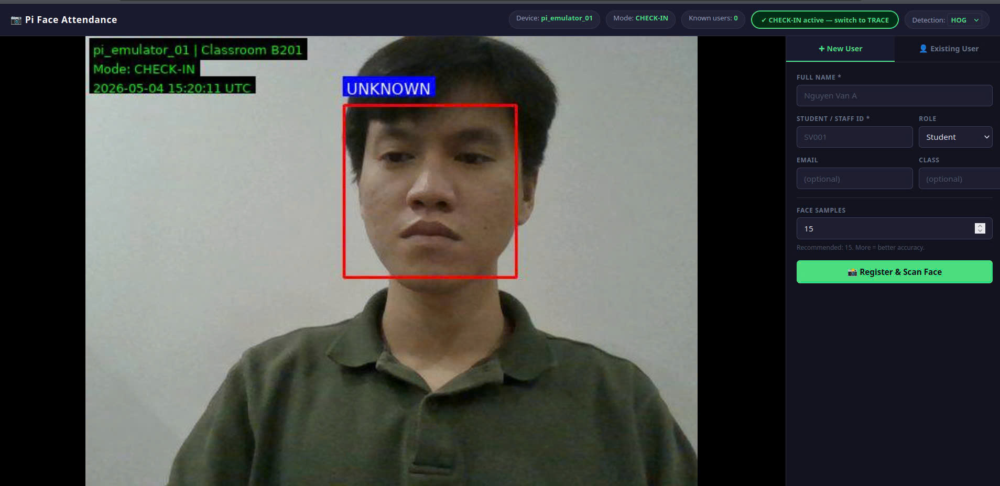 Pi Face Attendance
Device: pi_emulator_01
Mode: CHECK-IN
Known users: 0
✔ CHECK-IN active — switch to TRACE
Detection: HOG
pi_emulator_01 | Classroom B201
Mode: CHECK-IN
2026-05-04 15:20:11 UTC
UNKNOWN
+ New User
Existing User
FULL NAME *
Nguyen Van A
STUDENT / STAFF ID *
ROLE
SV001
Student
EMAIL
CLASS
(optional)
(optional)
FACE SAMPLES
15
Recommended: 15. More = better accuracy.
Register & Scan Face